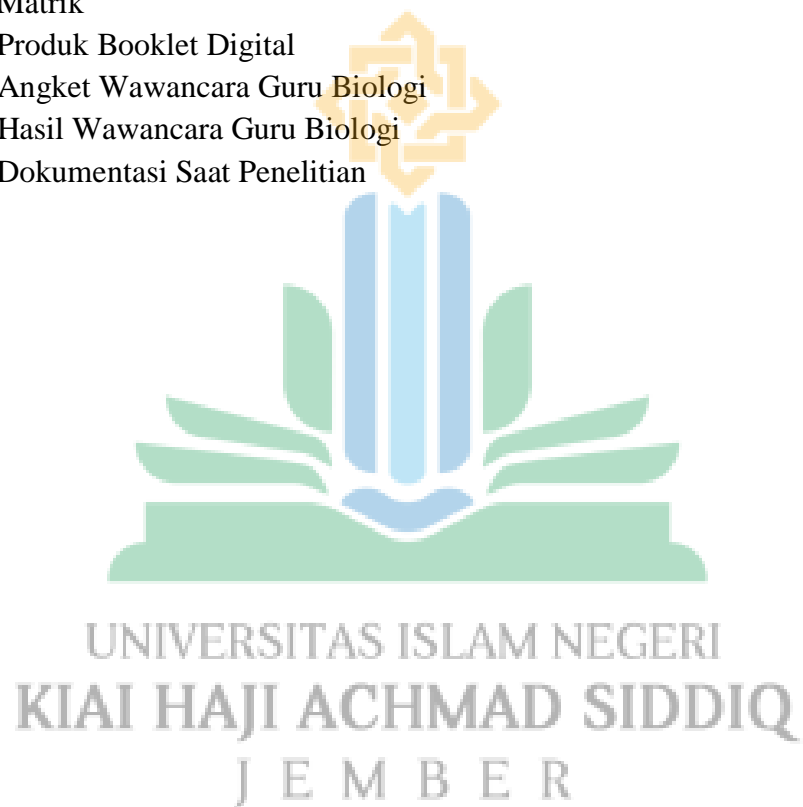 Matrik
Produk Booklet Digital
Angket Wawancara Guru Biologi
Hasil Wawancara Guru Biologi
Dokumentasi Saat Penelitian
UNIVERSITAS ISLAM NEGERI
KIAI HAJI ACHMAD SIDDIQ
JEMBER